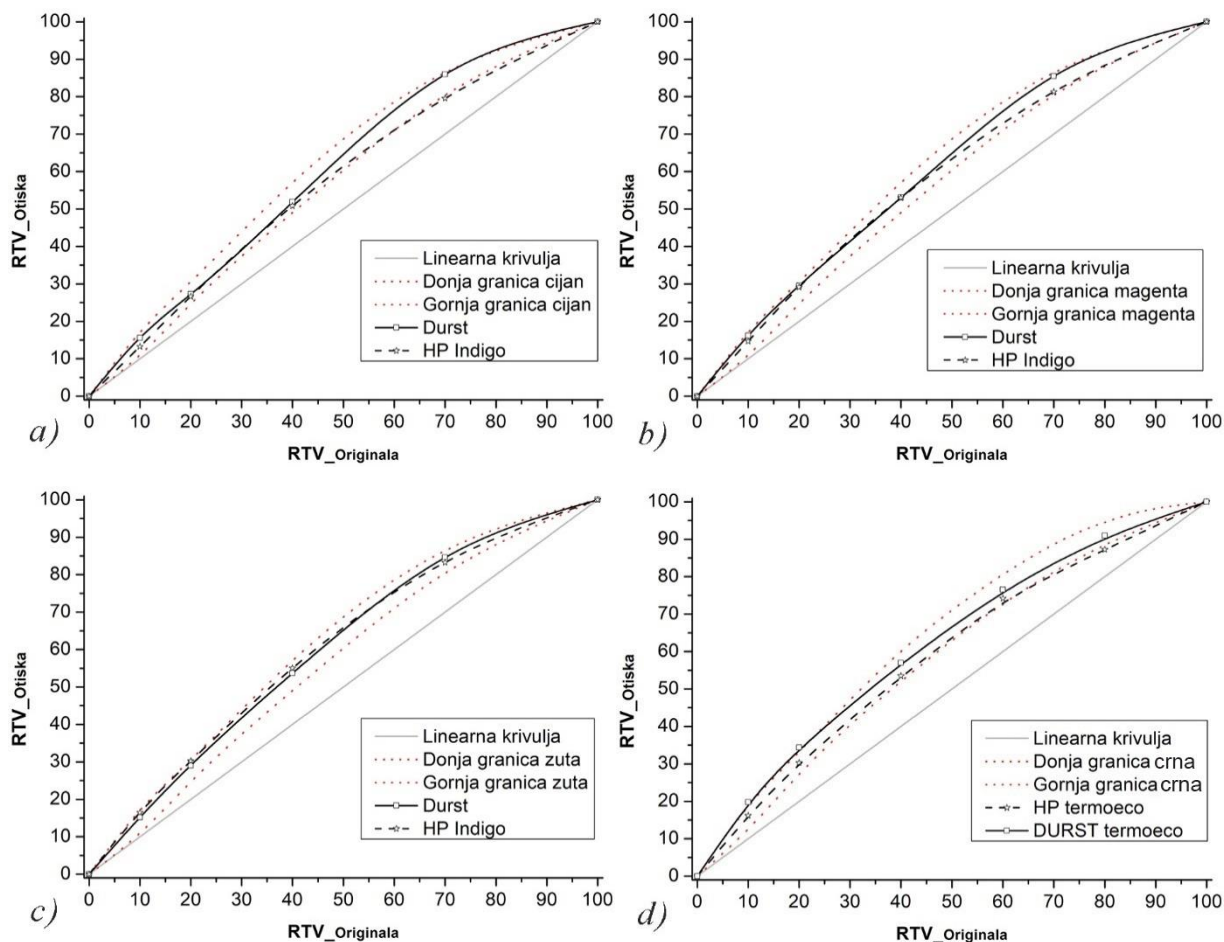 100
90
80
70
60
50
40
30
20
10
0
RTV_Otiska
Linearna krivulja
Donja granica cijan
Gornja granica cijan
Durst
HP Indigo
0 10 20 30 40 50 60 70 80 90 100
RTV_Originala
a)
100
90
80
70
60
50
40
30
20
10
0
RTV_Otiska
Linearna krivulja
Donja granica magenta
Gornja granica magenta
Durst
HP Indigo
0 10 20 30 40 50 60 70 80 90 100
RTV_Originala
b)
100
90
80
70
60
50
40
30
20
10
0
RTV_Otiska
Linearna krivulja
Donja granica zuta
Gornja granica zuta
Durst
HP Indigo
0 10 20 30 40 50 60 70 80 90 100
RTV_Originala
c)
100
90
80
70
60
50
40
30
20
10
0
RTV_Otiska
Linearna krivulja
Donja granica crna
Gornja granica crna
HP termoeco
DURST termoeco
0 10 20 30 40 50 60 70 80 90 100
RTV_Originala
d)